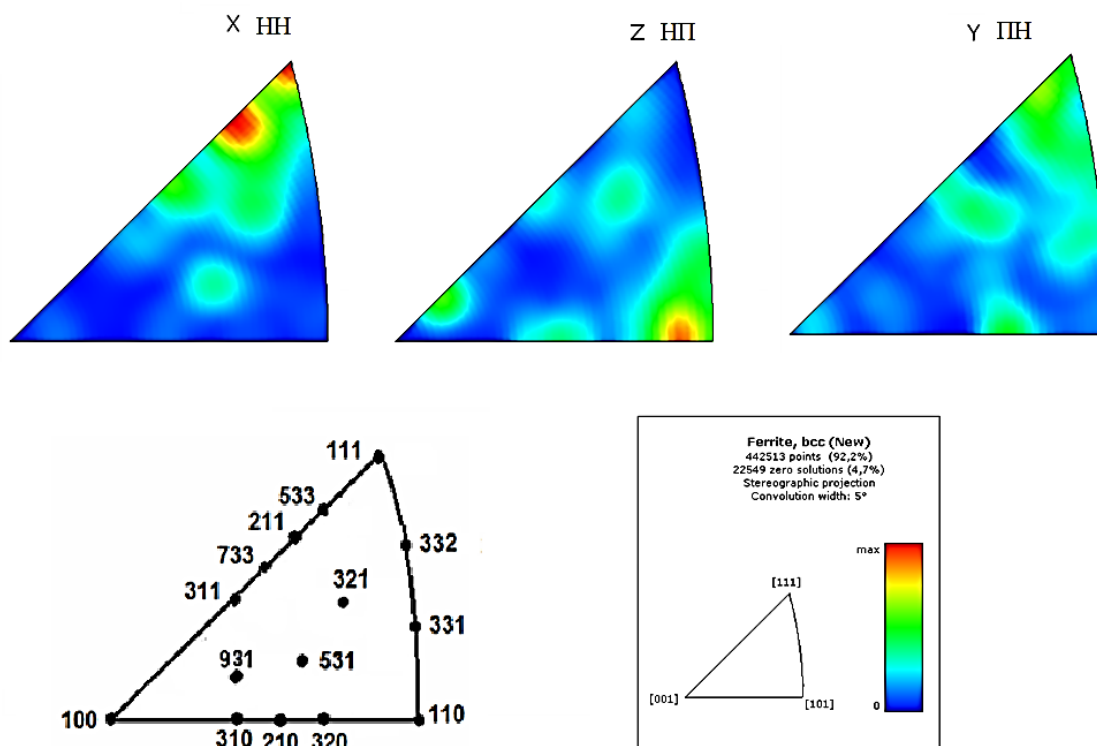 X НН
Z НП
Y ПН
111
533
211
733
311
332
321
331
931
531
100
110
310 210 320
Ferrite, bcc (New)
442513 points (92,2%)
22549 zero solutions (4,7%)
Stereographic projection
Convolution width: 5°
max
[111]
0
[001]
[101]